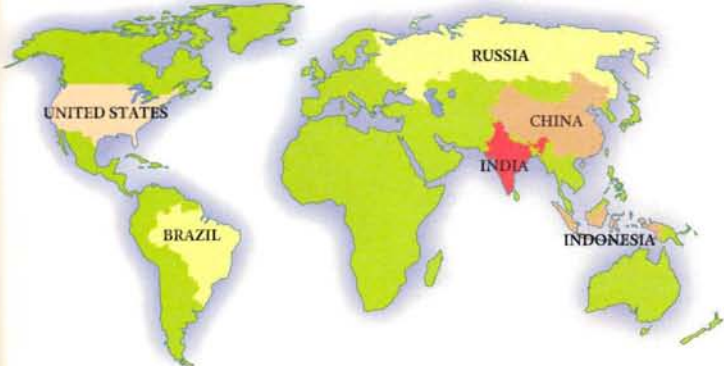 RUSSIA
UNITED STATES
CHINA
INDIA
BRAZIL
INDONESIA